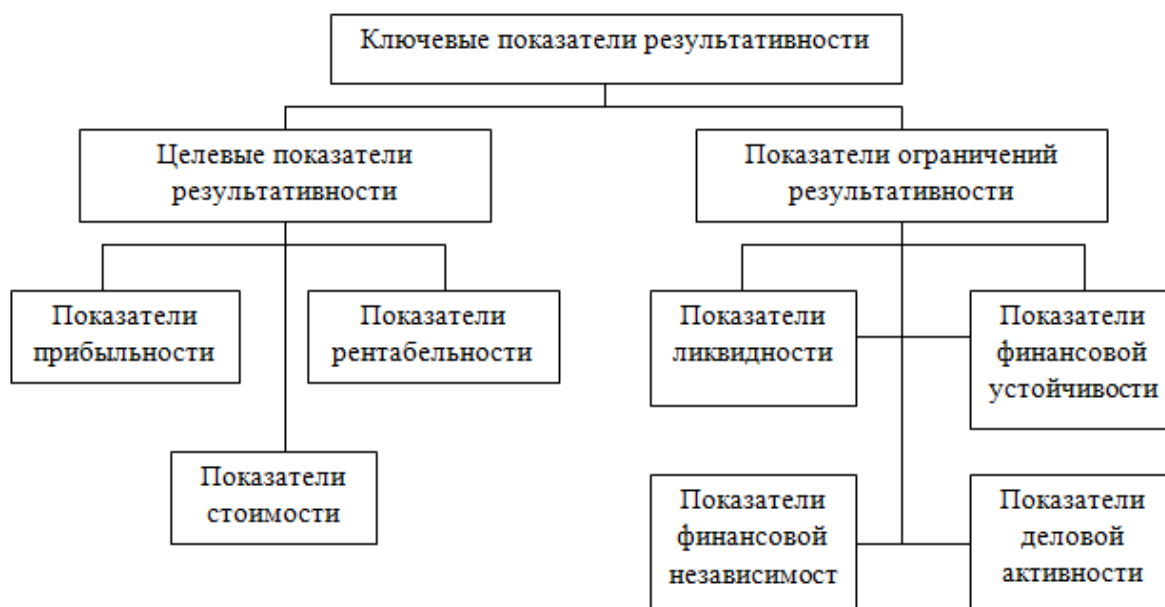 Ключевые показатели результативности
Целевые показатели
результативности
Показатели ограничений
результативности
Показатели
прибыльности
Показатели
рентабельности
Показатели
ликвидности
Показатели
финансовой
устойчивости
Показатели
стоимости
Показатели
финансовой
независимост
Показатели
деловой
активности